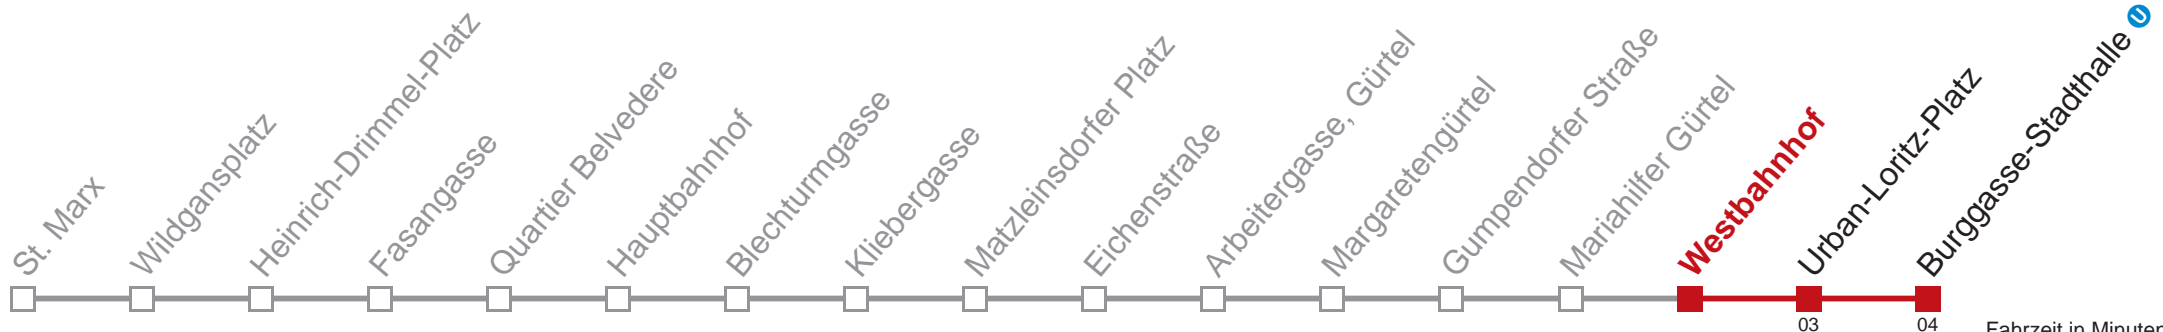 St. Marx
Wildgansplatz
Heinrich-Drimmel-Platz
Fasangasse
Quartier Belvedere
Hauptbahnhof
Blechturmgasse
Kliebergasse
Matzleinsdorfer Platz
Eichenstraße
Arbeitergasse, Gürtel
Margaretengürtel
Gumpendorfer Straße
Mariahilfer Gürtel
Westbahnhof
Urban-Loritz-Platz
Burggasse-Stadthalle U
03
04
Fahrzeit in Minuten